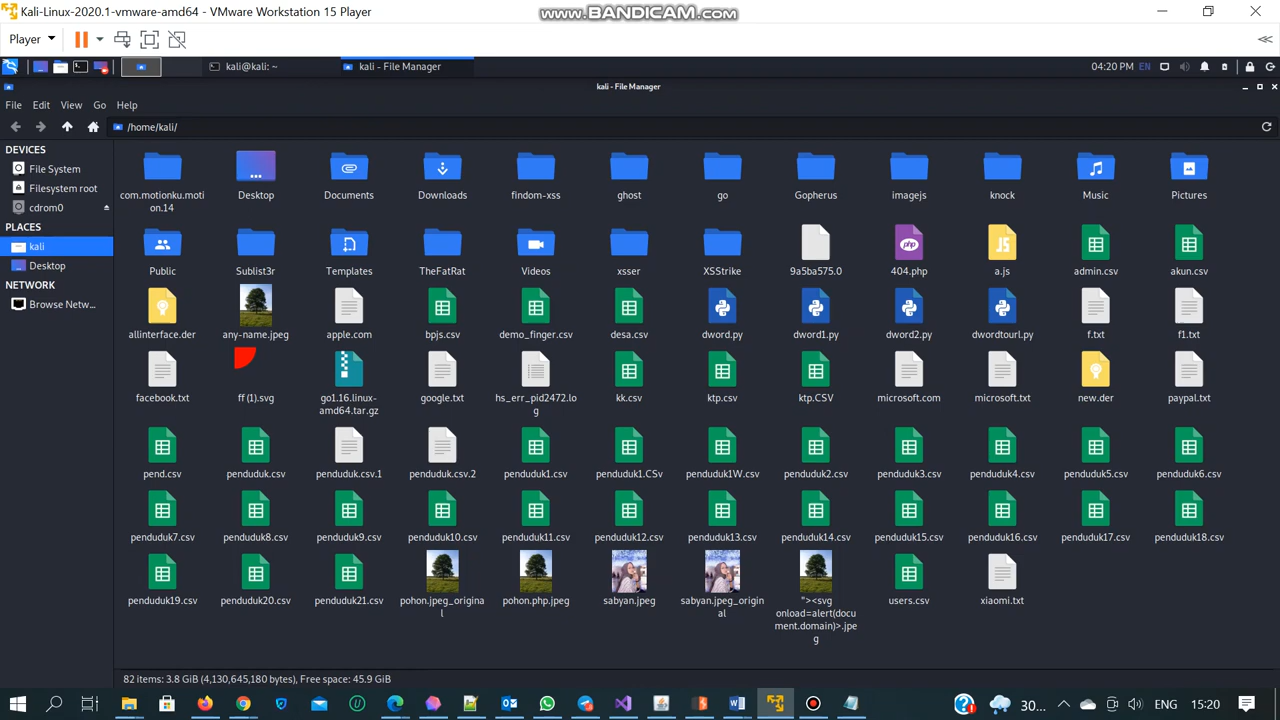 Kali-Linux-2020.1-vmware-amd64 - VMware Workstation 15 Player
www.BANDICAM.com
Player
kali@kali: ~
kali - File Manager
04:20 PM
EN
kali - File Manager
File Edit View Go Help
/home/kali/
DEVICES
File System
Filesystem root
cdrom0
PLACES
kali
Desktop
NETWORK
Browse Netw...
com.motionku.moti
on.14
Desktop
Documents
Downloads
findom-xss
ghost
go
Gopherus
imagejs
knock
Music
Pictures
Public
Sublist3r
Templates
TheFatRat
Videos
xsser
XSStrike
9a5ba575.0
404.php
a.js
admin.csv
akun.csv
allinterface.der
any-name.jpeg
apple.com
bpjs.csv
demo_finger.csv
desa.csv
dword.py
dword1.py
dword2.py
dwordtourl.py
f.txt
f1.txt
facebook.txt
ff (1).svg
go1.16.linux-
amd64.tar.gz
google.txt
hs_err_pid2472.lo
g
kk.csv
ktp.csv
ktp.CSV
microsoft.com
microsoft.txt
new.der
paypal.txt
pend.csv
penduduk.csv
penduduk.csv.1
penduduk.csv.2
penduduk1.csv
penduduk1.CSv
penduduk1W.csv
penduduk2.csv
penduduk3.csv
penduduk4.csv
penduduk5.csv
penduduk6.csv
penduduk7.csv
penduduk8.csv
penduduk9.csv
penduduk10.csv
penduduk11.csv
penduduk12.csv
penduduk13.csv
penduduk14.csv
penduduk15.csv
penduduk16.csv
penduduk17.csv
penduduk18.csv
penduduk19.csv
penduduk20.csv
penduduk21.csv
pohon.jpeg_origina
l
pohon.php.jpeg
sabyan.jpeg
sabyan.jpeg_origin
al
"><svg
onload=alert(docu
ment.domain)>.jpe
g
users.csv
xiaomi.txt
82 items: 3.8 GiB (4,130,645,180 bytes), Free space: 45.9 GiB
30...
ENG
15:20